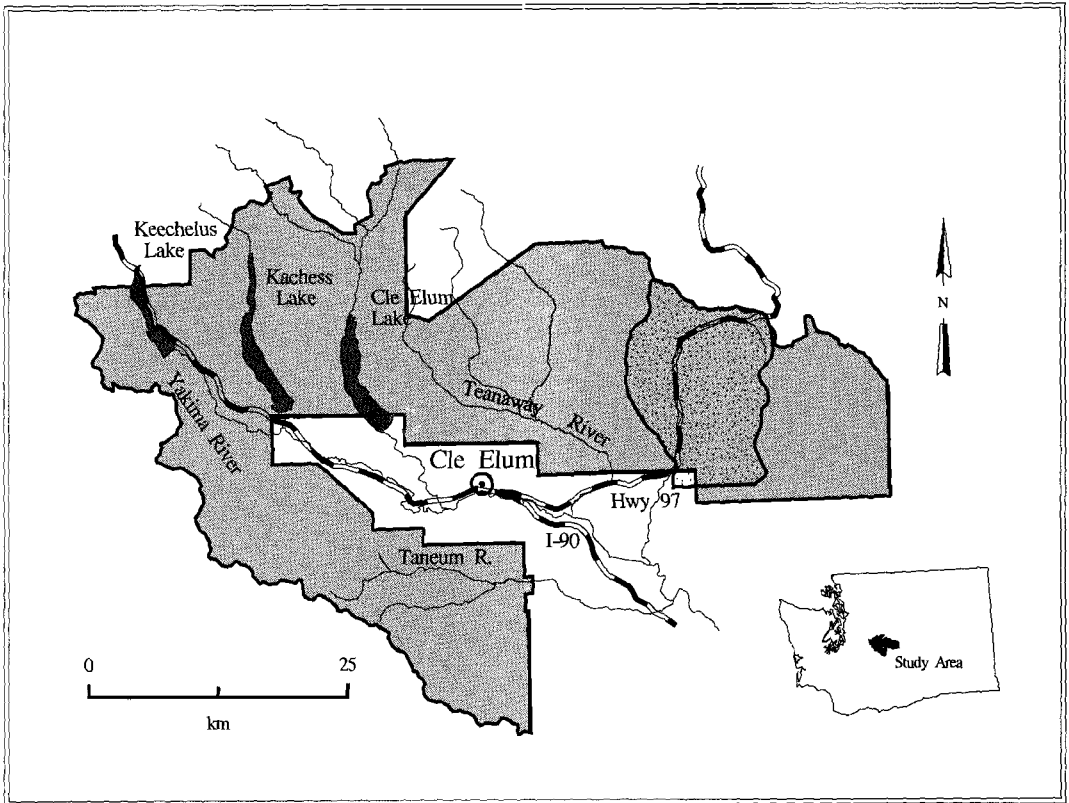 Keechelus
Lake
Kachess
Lake
Cle Elum
Lake
N
Yakima River
Teanaway River
Cle Elum
Hwy 97
I-90
Taneum R.
0 25
km
Study Area